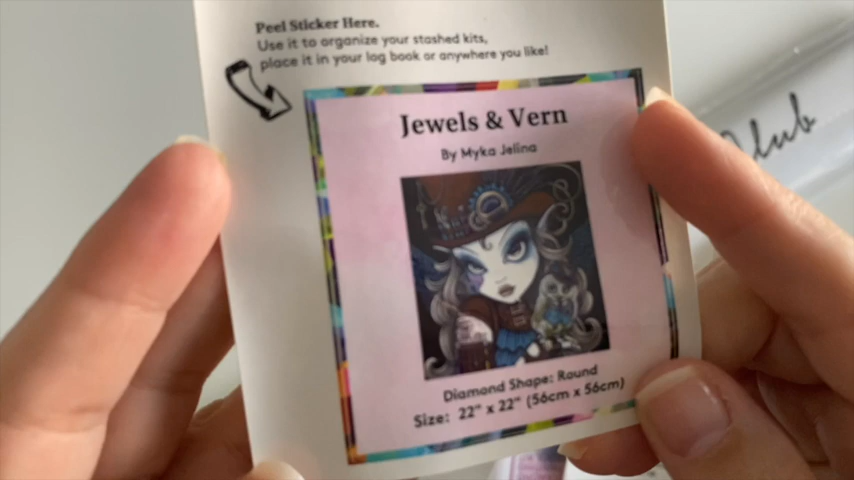 Peel Sticker Here.
Use it to organize your stashed kits,
place it in your log book or anywhere you like!
Jewels & Vern
By Myka Jelina
Diamond Shape: Round
Size: 22" x 22" (56cm x 56cm)